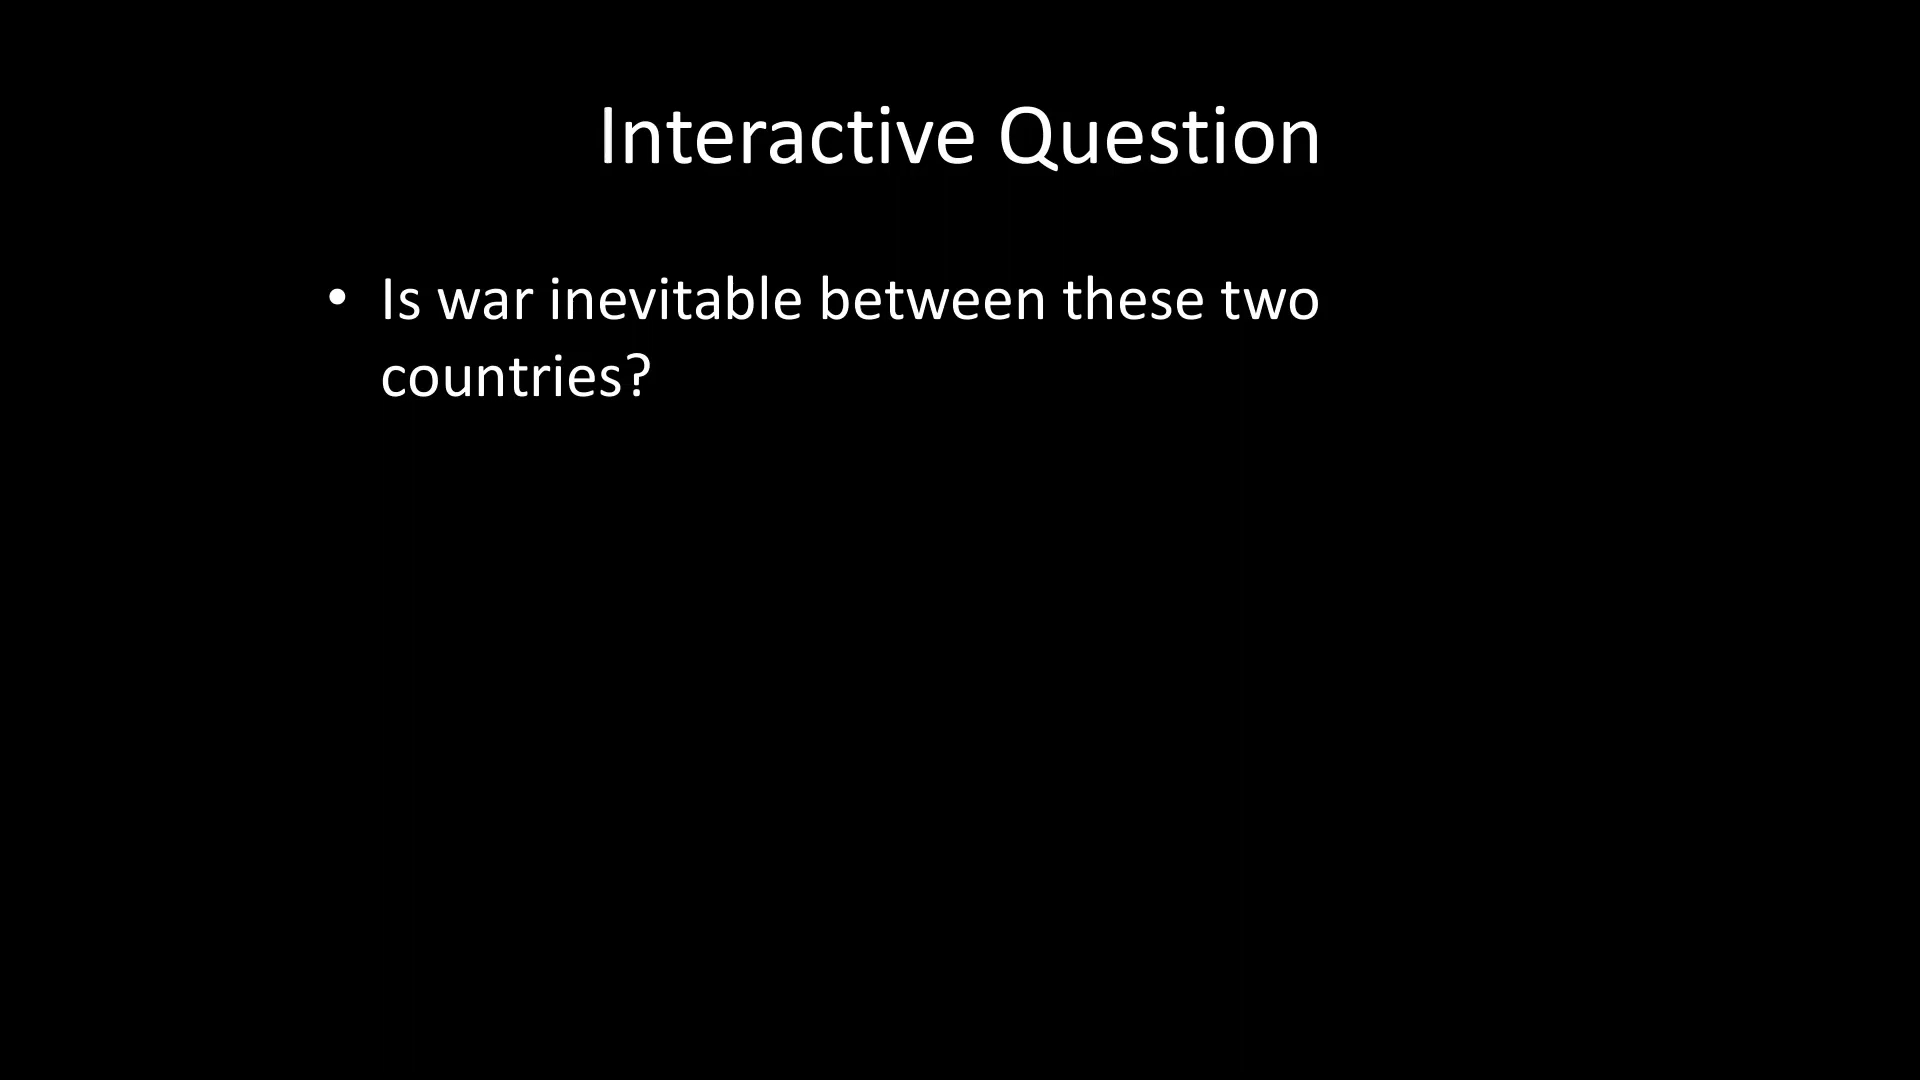 Interactive Question
• Is war inevitable between these two
countries?